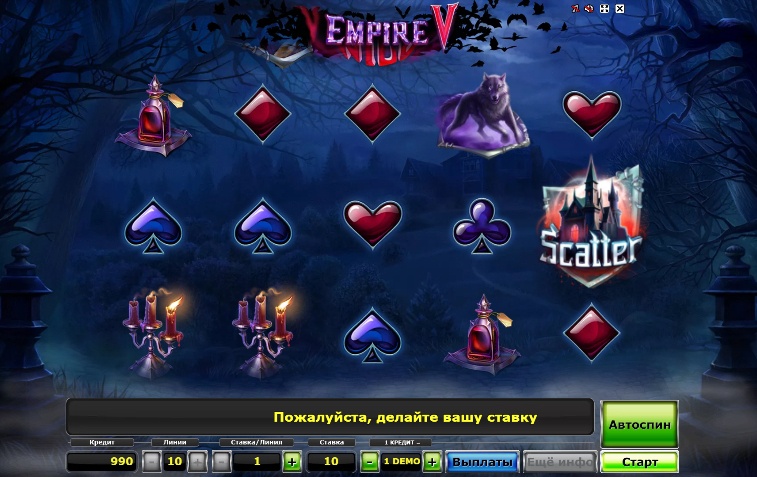 EMPIRE V
Scatter
Пожалуйста, делайте вашу ставку
Автоспин
Кредит Линии Ставка/Линия Ставка 1 КРЕДИТ =
990 - 10 + - 1 + 10 - 1 DEMO + Выплаты Ещё инфо Старт